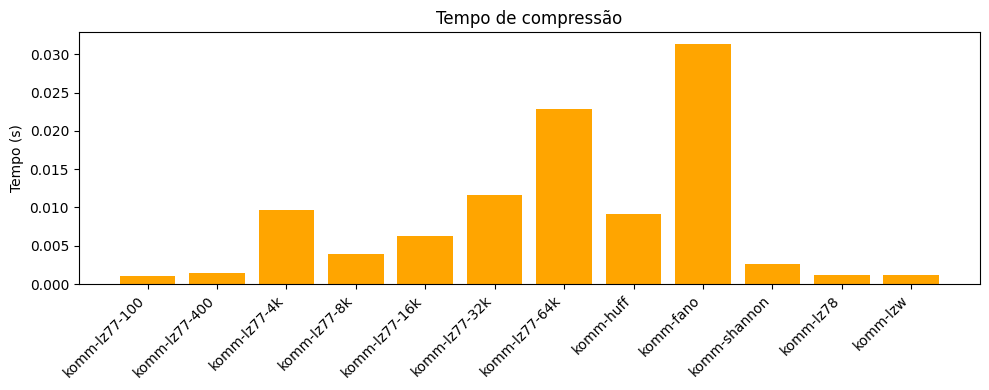 Tempo de compressão
Tempo (s)
0.030
0.025
0.020
0.015
0.010
0.005
0.000
komm-lz77-100
komm-lz77-400
komm-lz77-4k
komm-lz77-8k
komm-lz77-16k
komm-lz77-32k
komm-lz77-64k
komm-huff
komm-fano
komm-shannon
komm-lz78
komm-lzw